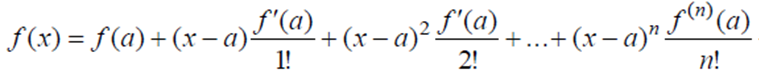 f(x) = f(a) + (x − a) f′(a)/1! + (x − a)² f′(a)/2! + ... + (x − a)ⁿ f⁽ⁿ⁾(a)/n!